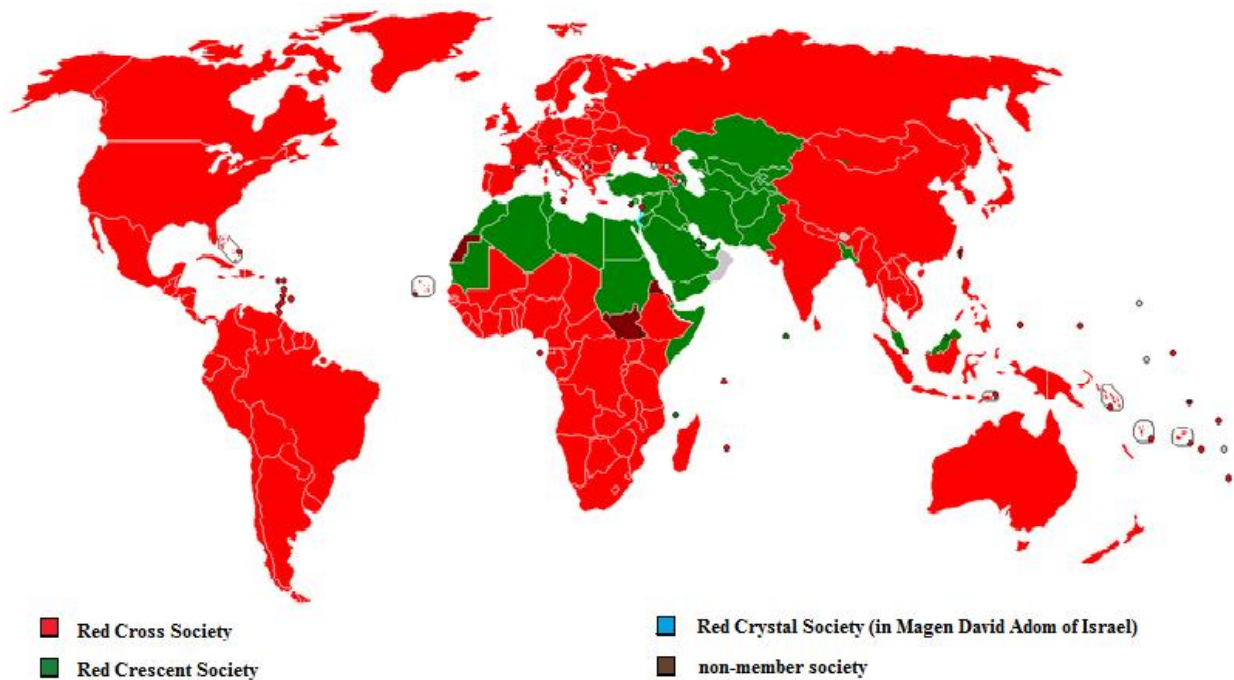 Red Cross Society
Red Crescent Society
Red Crystal Society (in Magen David Adom of Israel)
non-member society